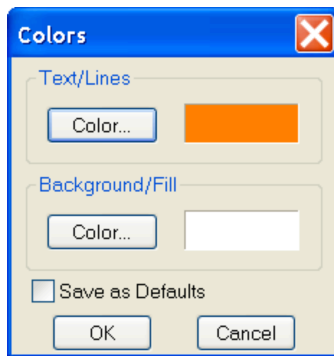 Colors
Text/Lines
Color...
Background/Fill
Color...
Save as Defaults
OK Cancel